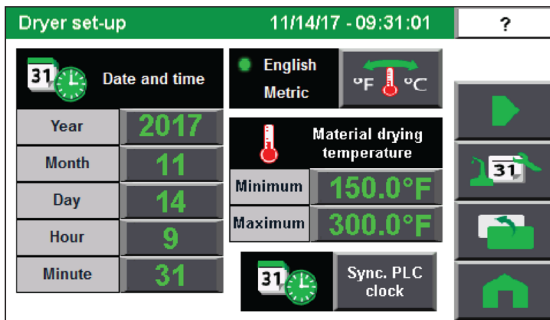 Dryer set-up 11/14/17 - 09:31:01 ?
31 Date and time
Year 2017
Month 11
Day 14
Hour 9
Minute 31
English
Metric
°F °C
Material drying
temperature
Minimum 150.0°F
Maximum 300.0°F
31 Sync. PLC
clock
31